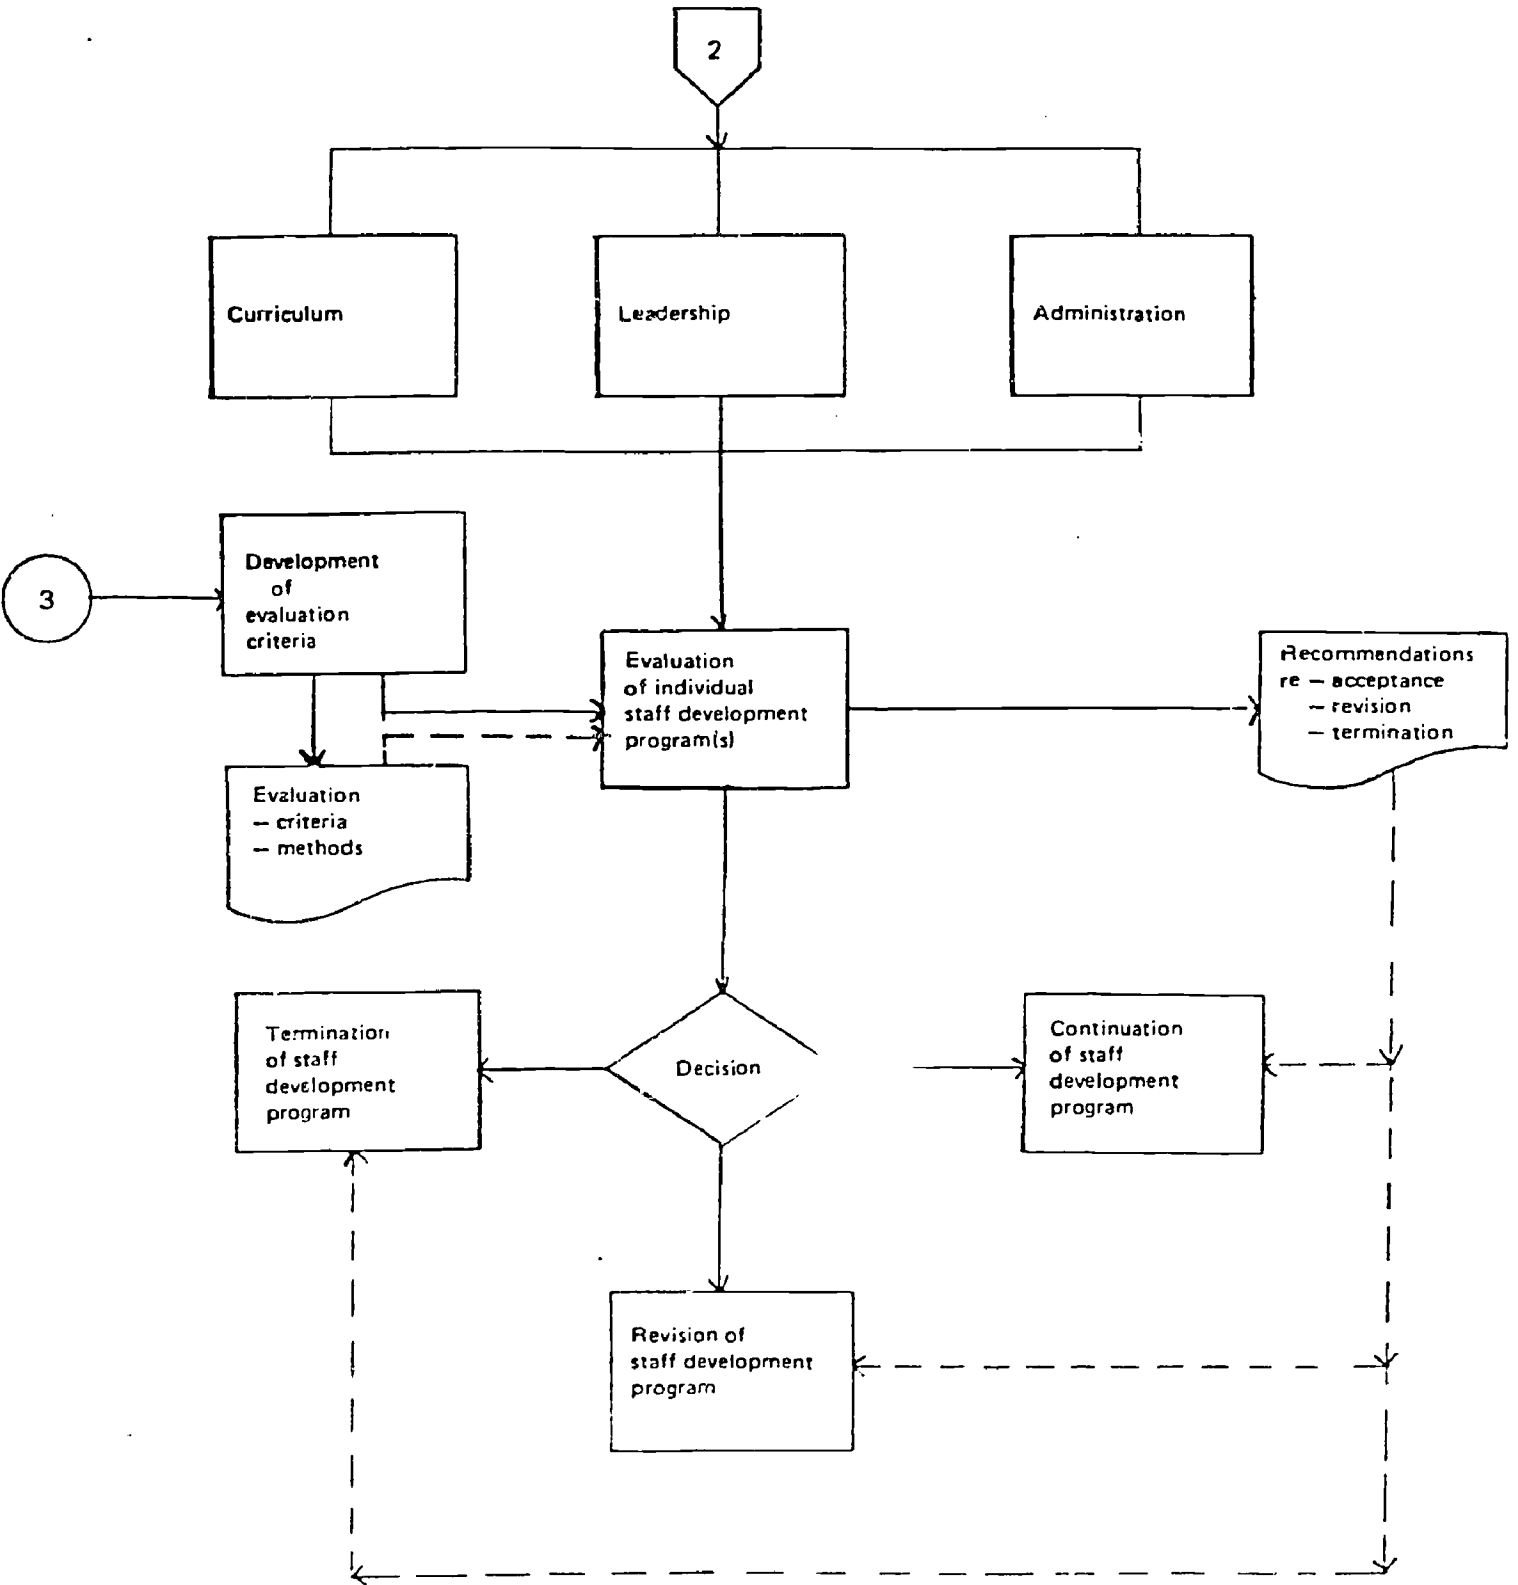 2
Curriculum
Leadership
Administration
3
Development
of
evaluation
criteria
Evaluation
of individual
staff development
program(s)
Recommendations
re – acceptance
– revision
– termination
Evaluation
– criteria
– methods
Termination
of staff
development
program
Decision
Continuation
of staff
development
program
Revision of
staff development
program